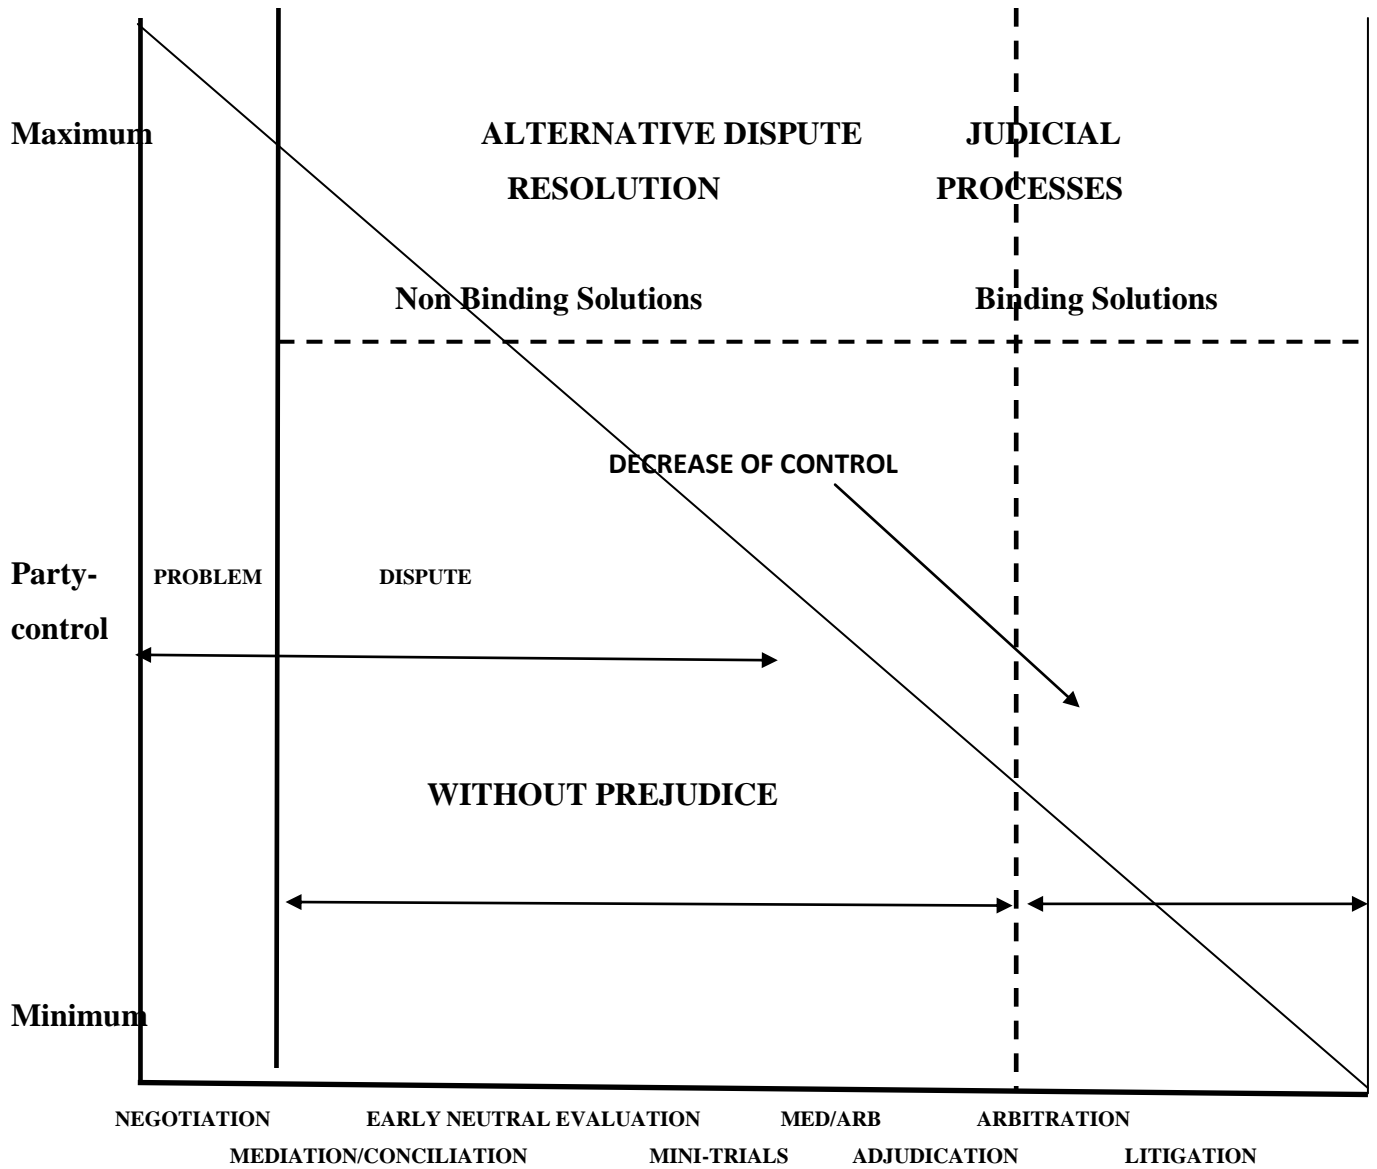 Maximum
ALTERNATIVE DISPUTE
RESOLUTION
JUDICIAL
PROCESSES
Non Binding Solutions
Binding Solutions
DECREASE OF CONTROL
Party-
control
PROBLEM
DISPUTE
WITHOUT PREJUDICE
Minimum
NEGOTIATION
EARLY NEUTRAL EVALUATION
MED/ARB
ARBITRATION
MEDIATION/CONCILIATION
MINI-TRIALS
ADJUDICATION
LITIGATION